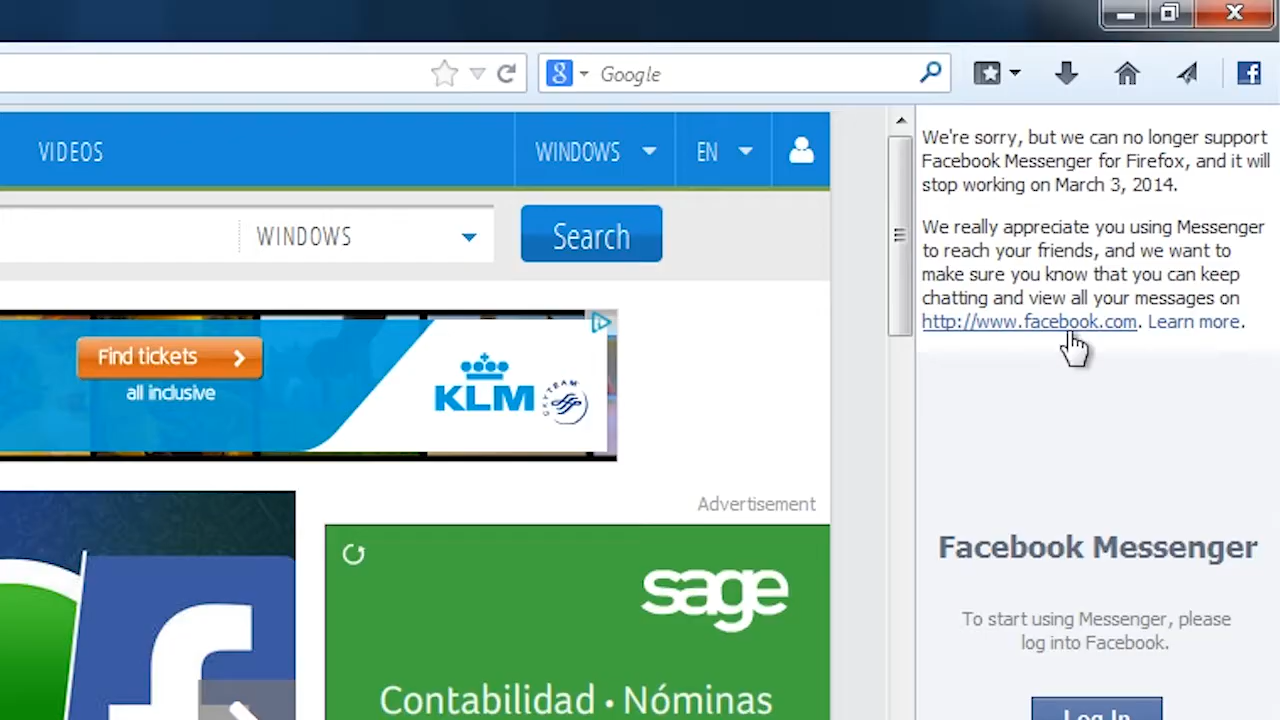 Google
VIDEOS
WINDOWS
EN
WINDOWS
Search
Find tickets
all inclusive
KLM
SKYTEAM
Advertisement
sage
Contabilidad • Nóminas
We're sorry, but we can no longer support
Facebook Messenger for Firefox, and it will
stop working on March 3, 2014.
We really appreciate you using Messenger
to reach your friends, and we want to
make sure you know that you can keep
chatting and view all your messages on
http://www.facebook.com. Learn more.
Facebook Messenger
To start using Messenger, please
log into Facebook.
Log In